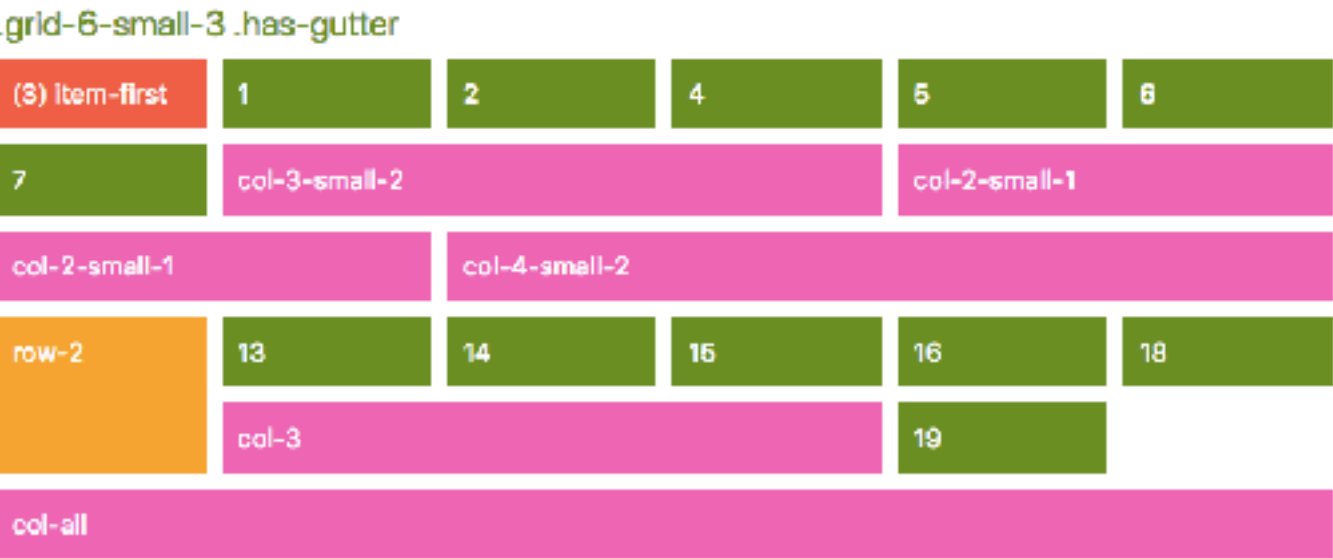 .grid-6-small-3 .has-gutter
(3) item-first 1 2 4 5 6
7 col-3-small-2 col-2-small-1
col-2-small-1 col-4-small-2
row-2 13 14 15 16 18
col-3 19
col-all